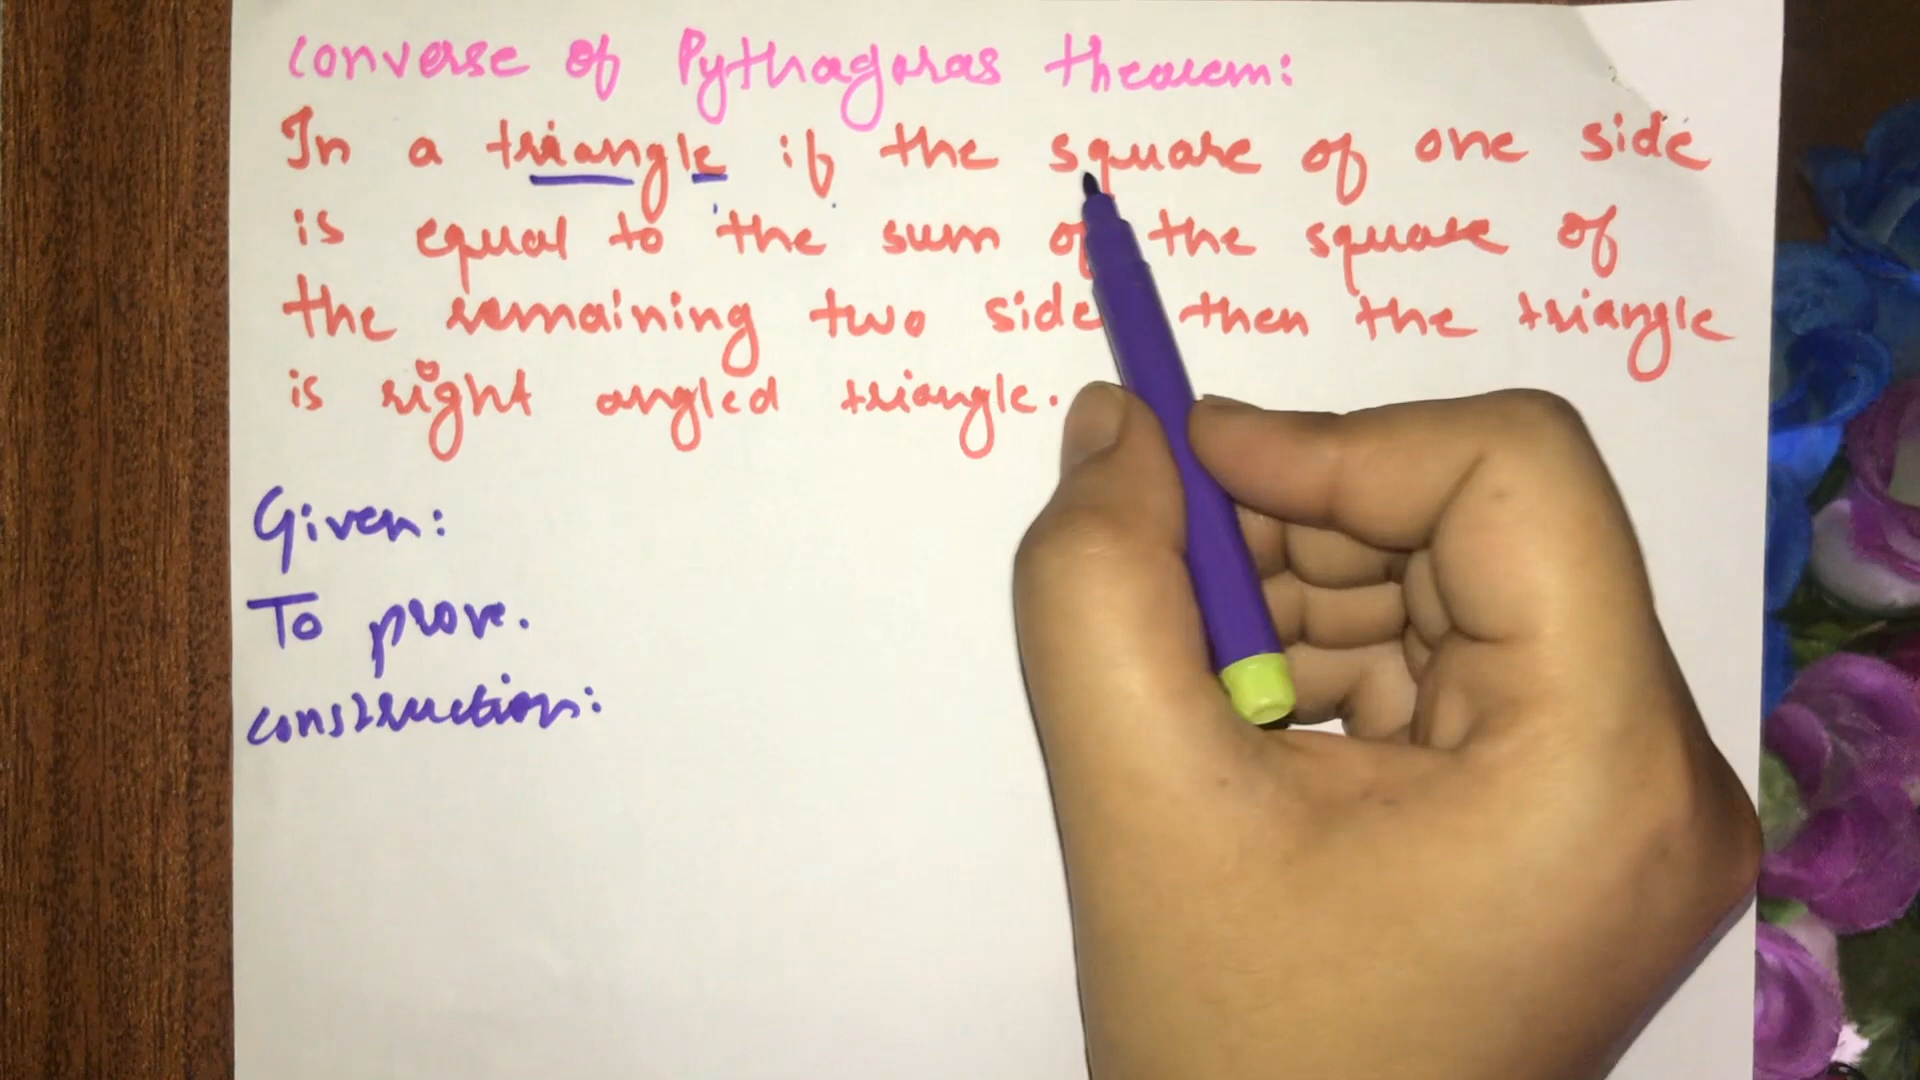 converse of Pythagoras theorem:
In a triangle if the square of one side
is equal to the sum of the square of
the remaining two side then the triangle
is right angled triangle.
Given:
To prove.
construction: